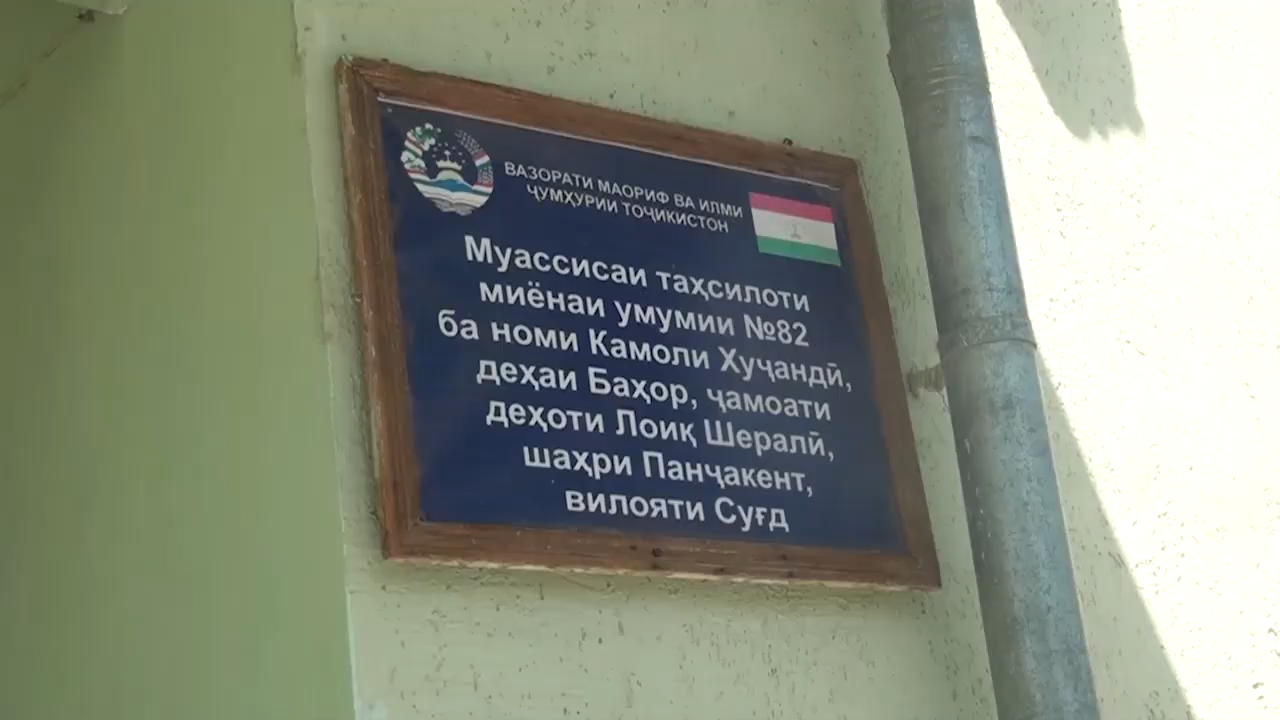 ВАЗОРАТИ МАОРИФ ВА ИЛМИ
ҶУМҲУРИИ ТОҶИКИСТОН
Муассисаи таҳсилоти
миёнаи умумии №82
ба номи Камоли Хуҷандӣ,
деҳаи Баҳор, ҷамоати
деҳоти Лоиқ Шералӣ,
шаҳри Панҷакент,
вилояти Суғд